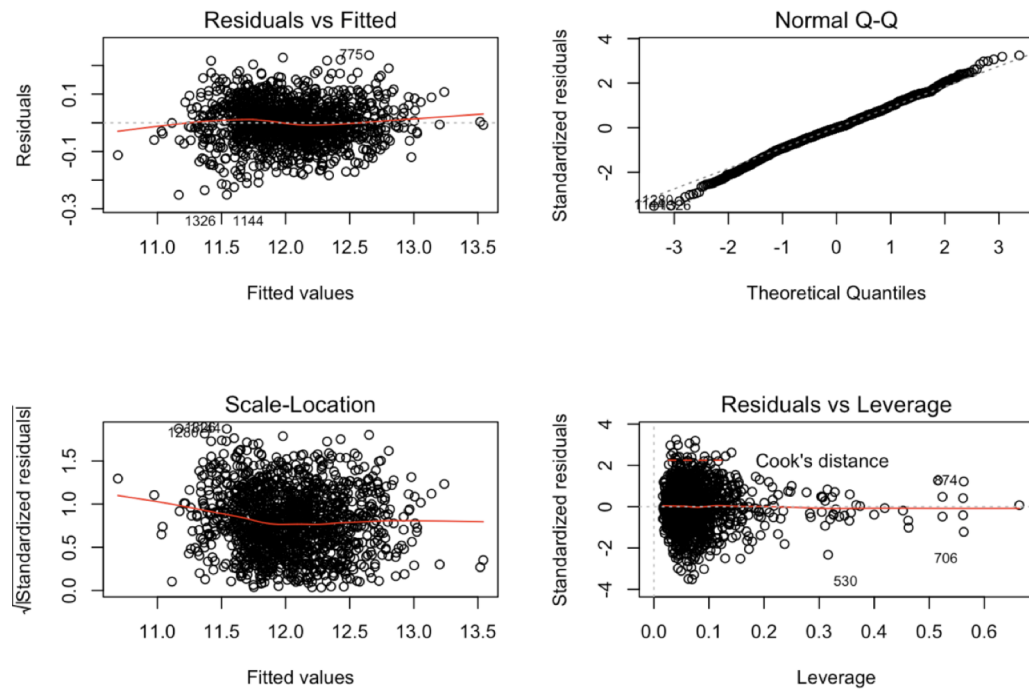 Residuals vs Fitted
Residuals
0.1
-0.1
-0.3
775
1326
1144
11.0 11.5 12.0 12.5 13.0 13.5
Fitted values
Normal Q-Q
Standardized residuals
4
2
0
-2
-3 -2 -1 0 1 2 3
Theoretical Quantiles
Scale-Location
√|Standardized residuals|
1.5
1.0
0.5
0.0
11.0 11.5 12.0 12.5 13.0 13.5
Fitted values
Residuals vs Leverage
Standardized residuals
4
2
0
-2
-4
Cook's distance
874
706
530
0.0 0.1 0.2 0.3 0.4 0.5 0.6
Leverage